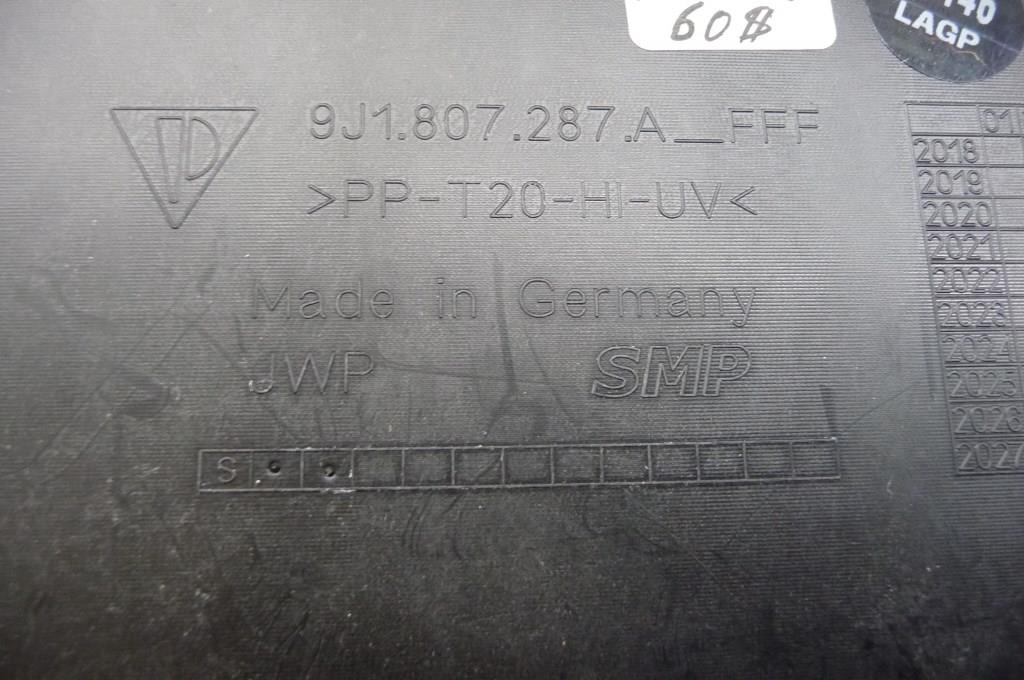 60$
LAGP
9J1.807.287.A__FFF
>PP-T20-HI-UV<
Made in Germany
JWP SMP
S
01
2018
2019
2020
2021
2022
2023
2024
2025
2026
2027